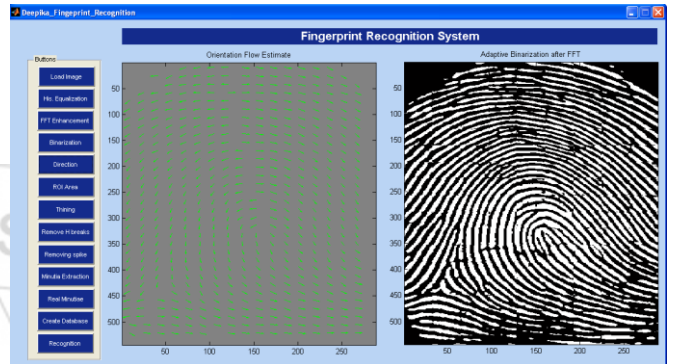 Deepika_Fingeprint_Recognition
Fingerprint Recognition System
Buttons
Load Image
His. Equalization
FFT Enhancement
Binarization
Direction
ROI Area
Thining
Remove H breaks
Removing spike
Minutia Extraction
Real Minutiae
Create Database
Recognition
Orientation Flow Estimate
50
100
150
200
250
300
350
400
450
500
50 100 150 200 250
Adaptive Binarization after FFT
50
100
150
200
250
300
350
400
450
500
50 100 150 200 250